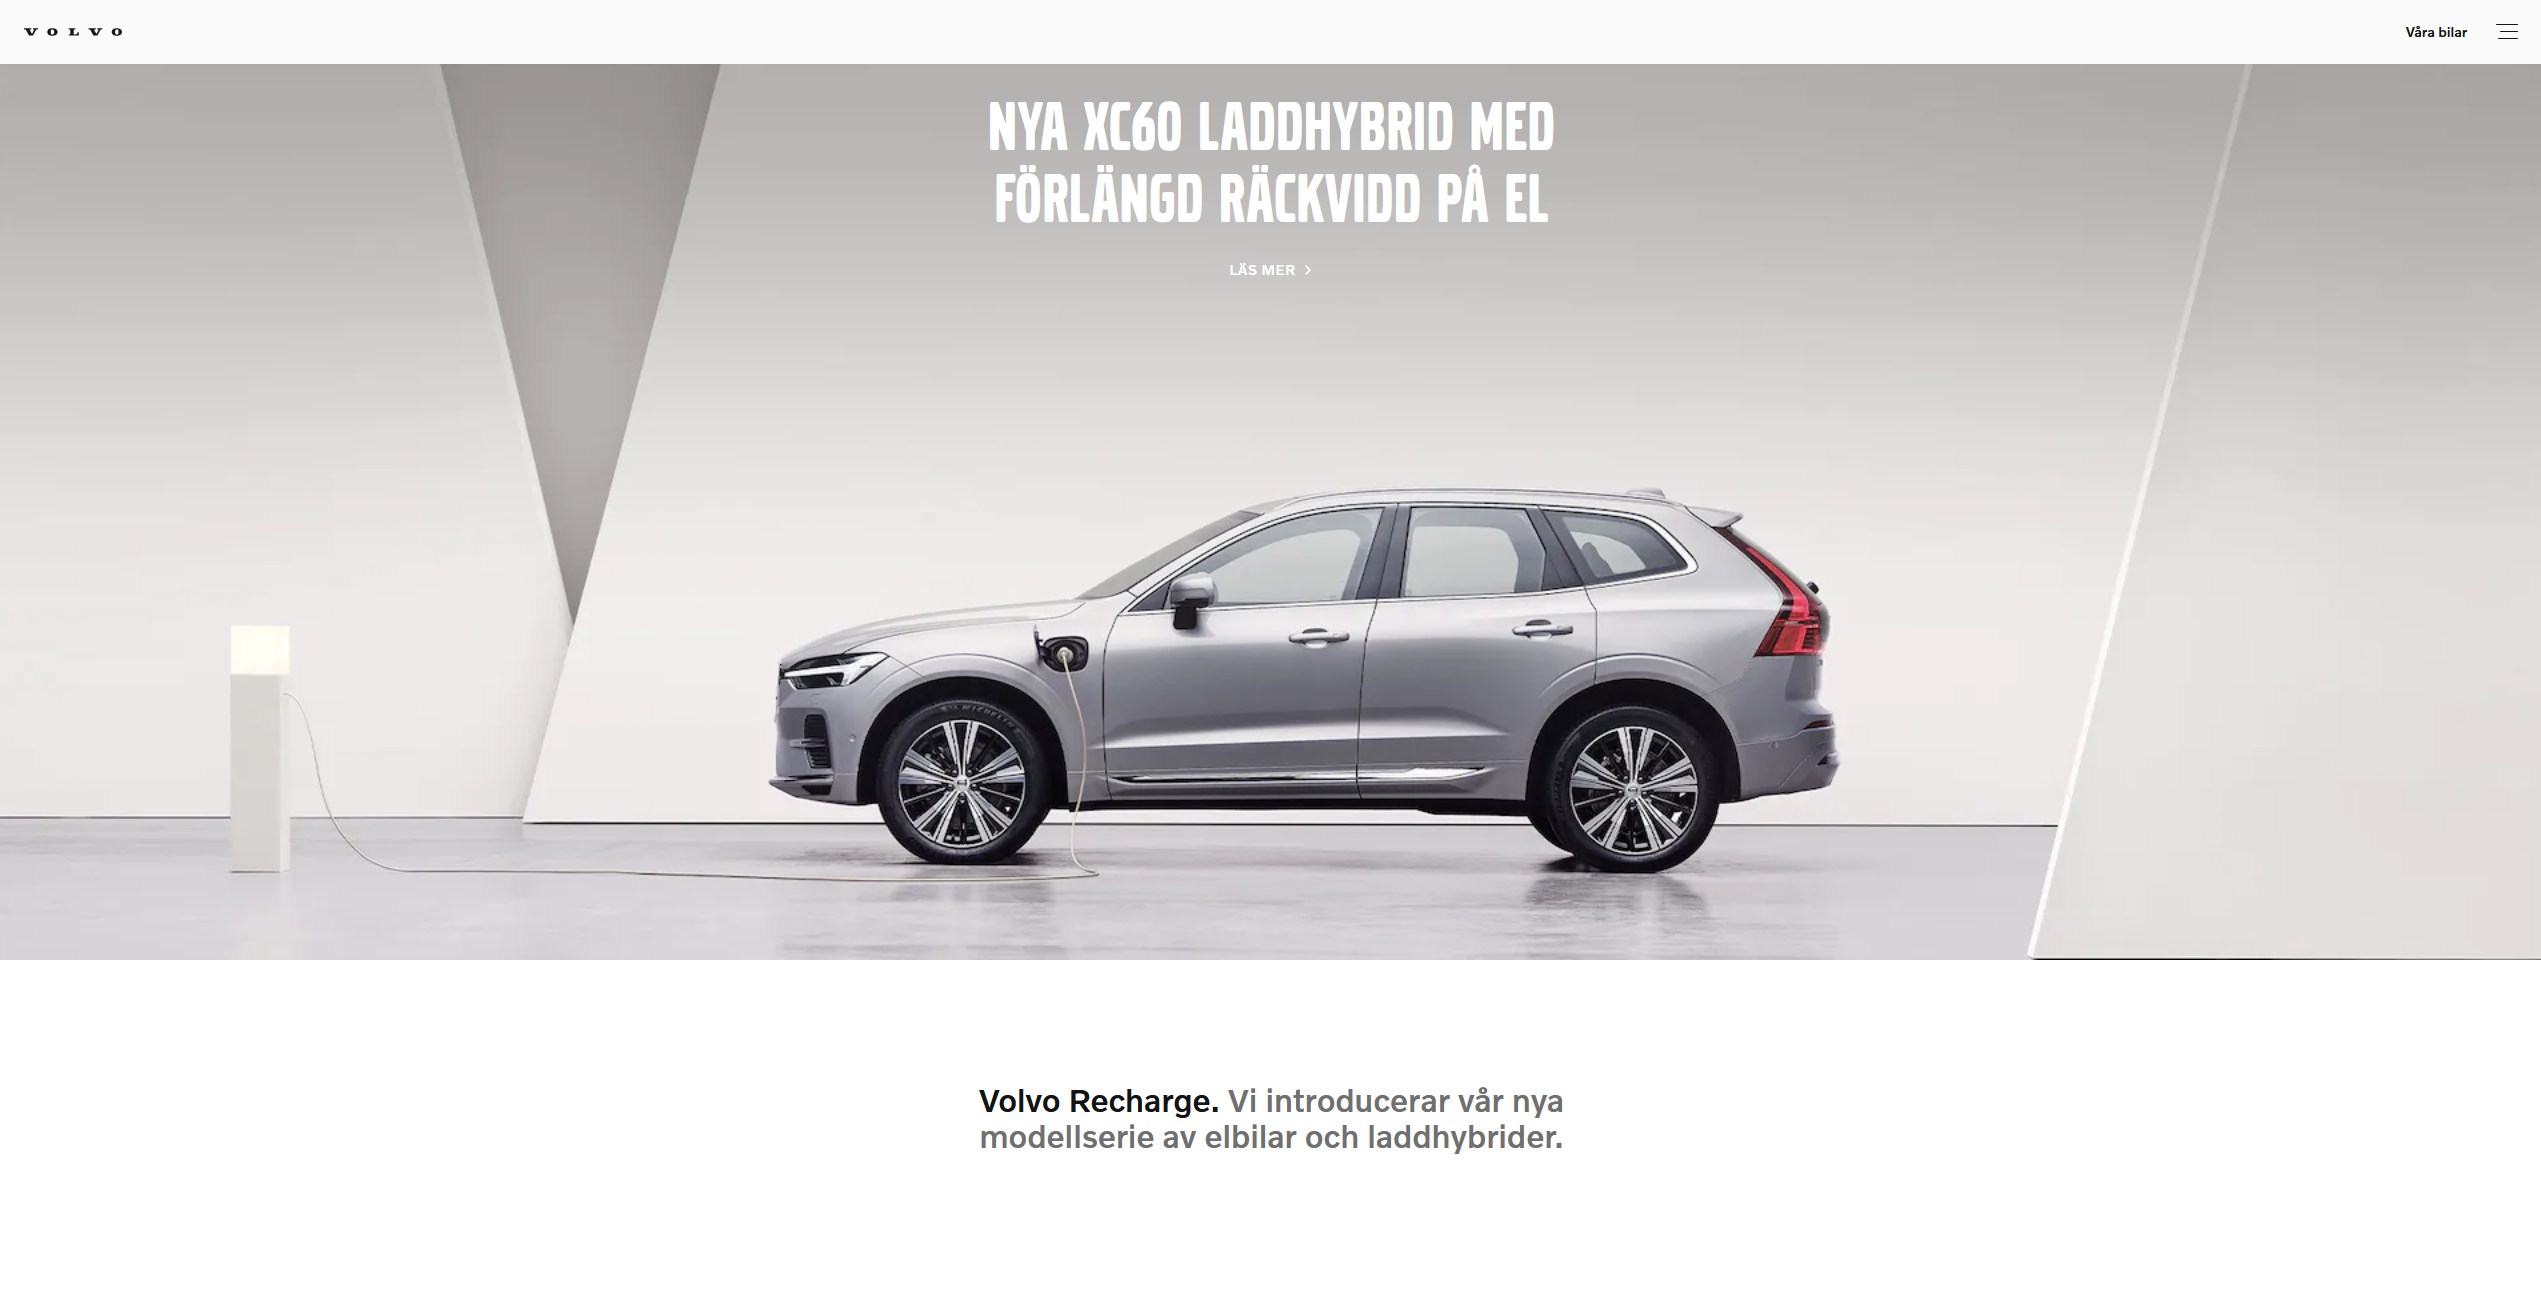 VOLVO
Våra bilar
NYA XC60 LADDHYBRID MED
FÖRLÄNGD RÄCKVIDD PÅ EL
LÄS MER
MICHELIN
Volvo Recharge. Vi introducerar vår nya
modellserie av elbilar och laddhybrider.